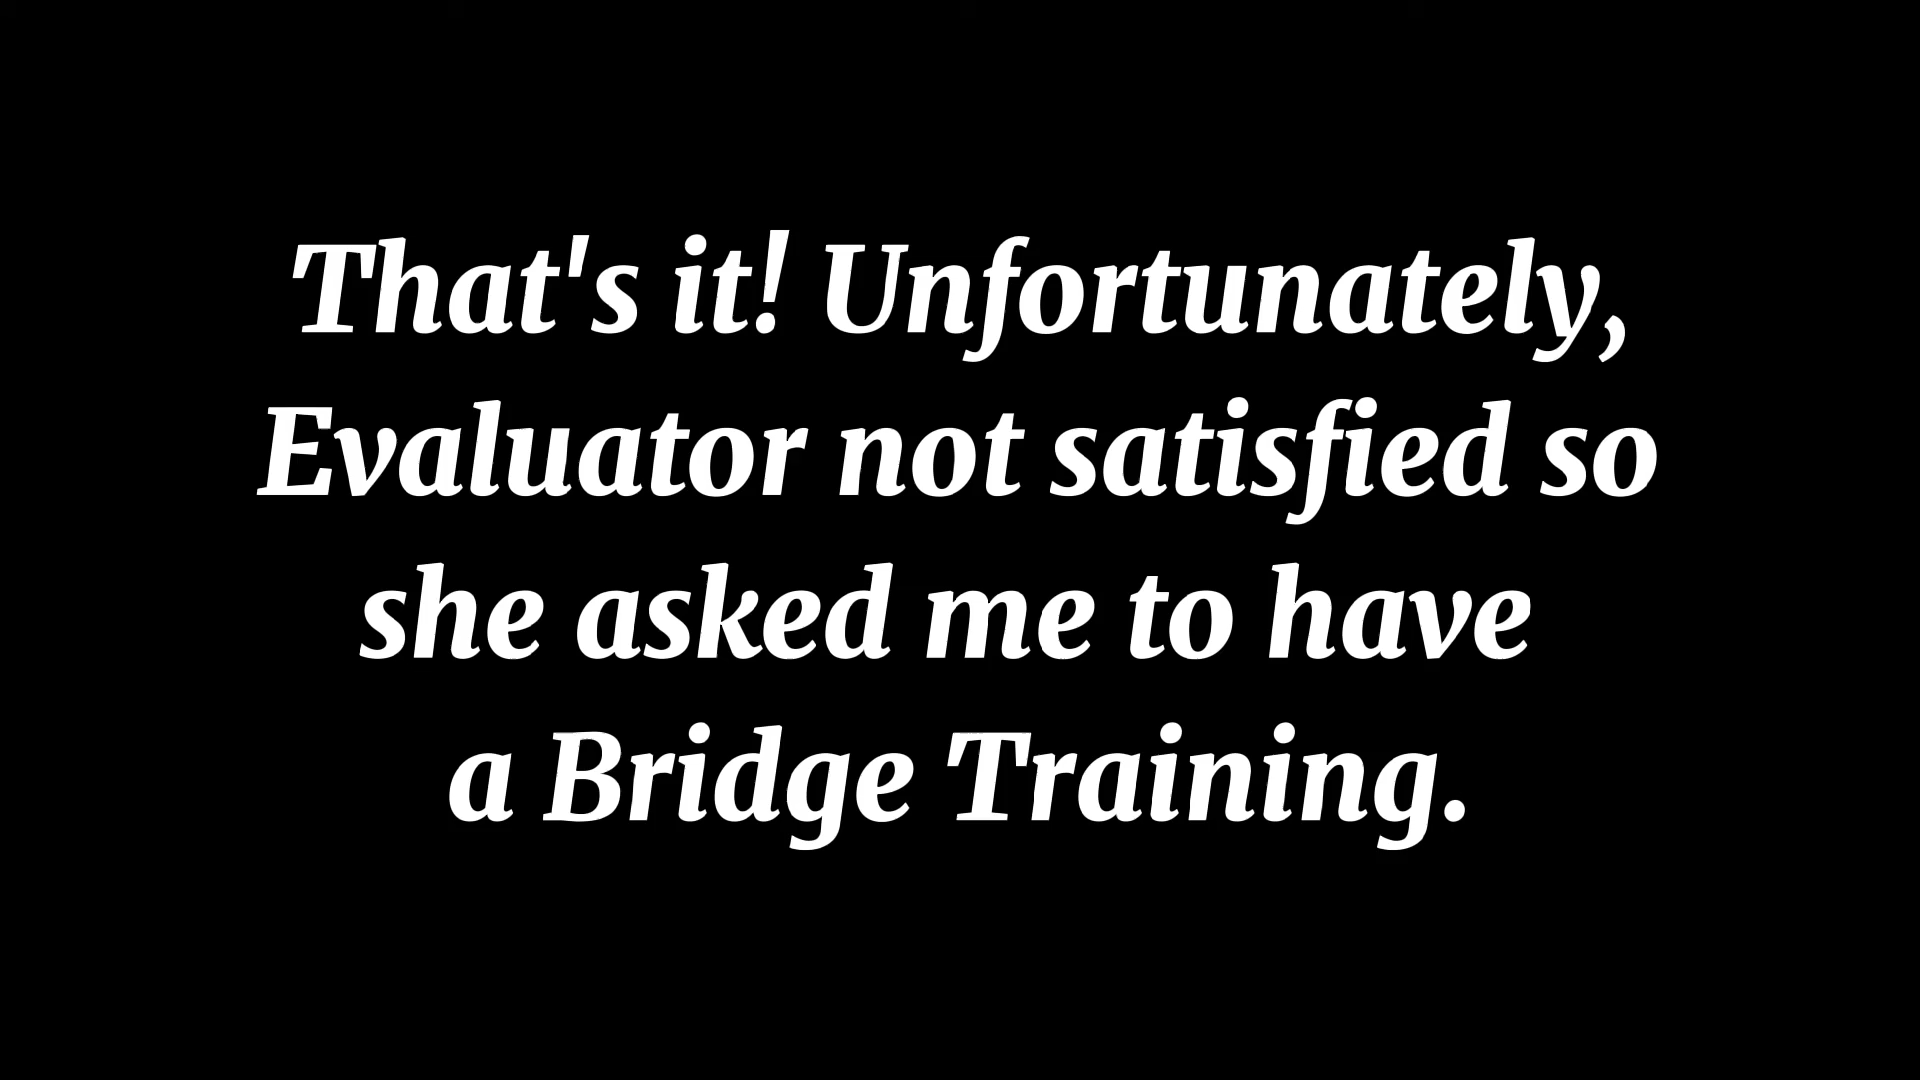 That's it! Unfortunately,
Evaluator not satisfied so
she asked me to have
a Bridge Training.